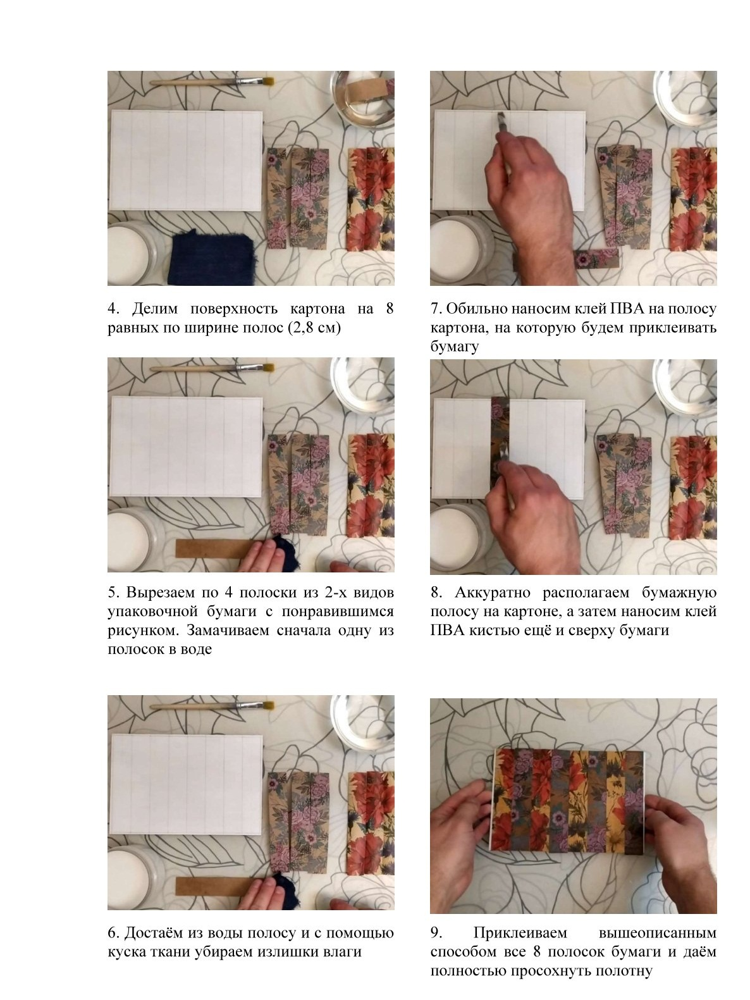 4. Делим поверхность картона на 8
равных по ширине полос (2,8 см)
5. Вырезаем по 4 полоски из 2-х видов
упаковочной бумаги с понравившимся
рисунком. Замачиваем сначала одну из
полосок в воде
6. Достаём из воды полосу и с помощью
куска ткани убираем излишки влаги
7. Обильно наносим клей ПВА на полосу
картона, на которую будем приклеивать
бумагу
8. Аккуратно располагаем бумажную
полосу на картоне, а затем наносим клей
ПВА кистью ещё и сверху бумаги
9. Приклеиваем вышеописанным
способом все 8 полосок бумаги и даём
полностью просохнуть полотну